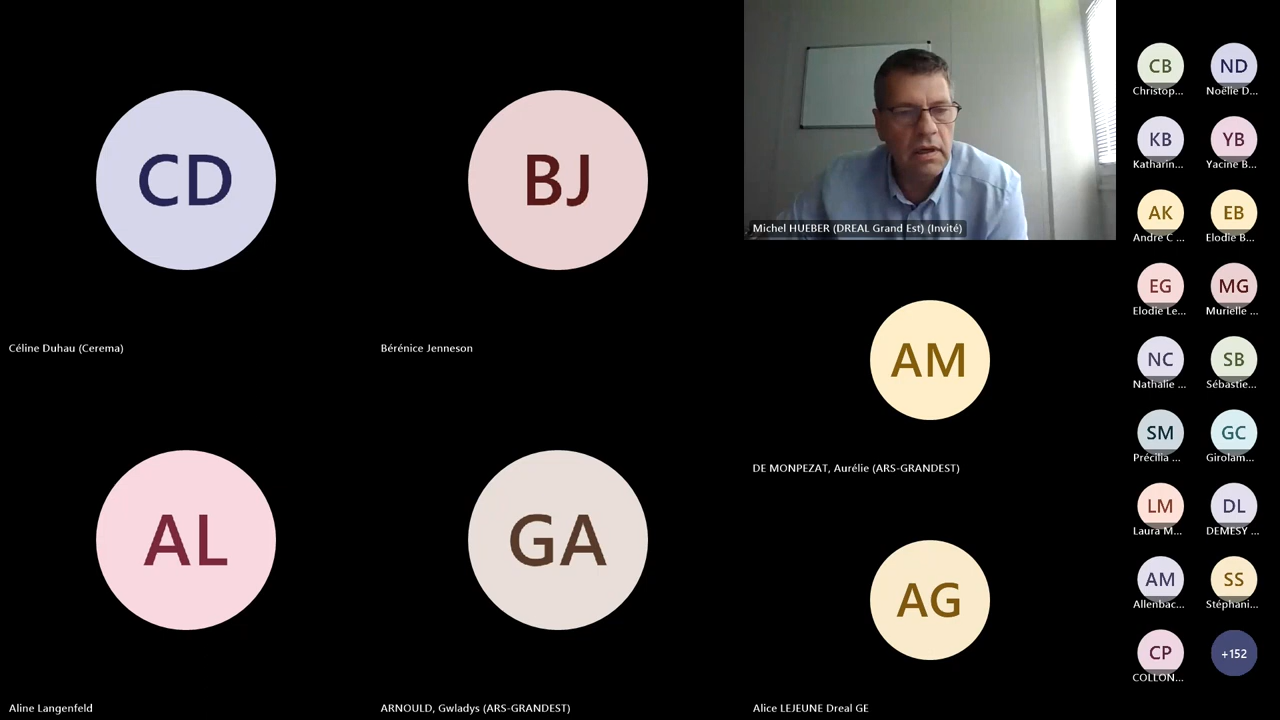 CD
Céline Duhau (Cerema)
BJ
Bérénice Jenneson
Michel HUEBER (DREAL Grand Est) (Invité)
AM
DE MONPEZAT, Aurélie (ARS-GRANDEST)
AL
Aline Langenfeld
GA
ARNOULD, Gwladys (ARS-GRANDEST)
AG
Alice LEJEUNE Dreal GE
CB
Christop...
ND
Noëlie D...
KB
Katharin...
YB
Yacine B...
AK
Andre C ...
EB
Elodie B...
EG
Elodie Le...
MG
Murielle ...
NC
Nathalie ...
SB
Sébastie...
SM
Précilla ...
GC
Girolam...
LM
Laura M...
DL
DEMESY ...
AM
Allenbac...
SS
Stéphani...
CP
COLLON...
+152